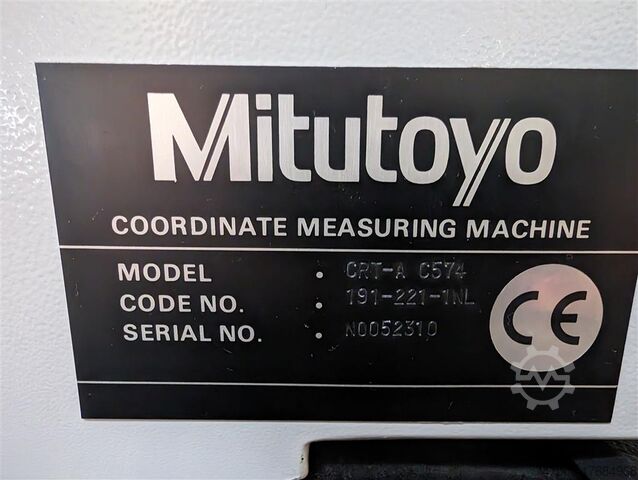 Mitutoyo
COORDINATE MEASURING MACHINE
MODEL . CRT-A C574
CODE NO. . 191-221-1NL
SERIAL NO. . N0052310
CE